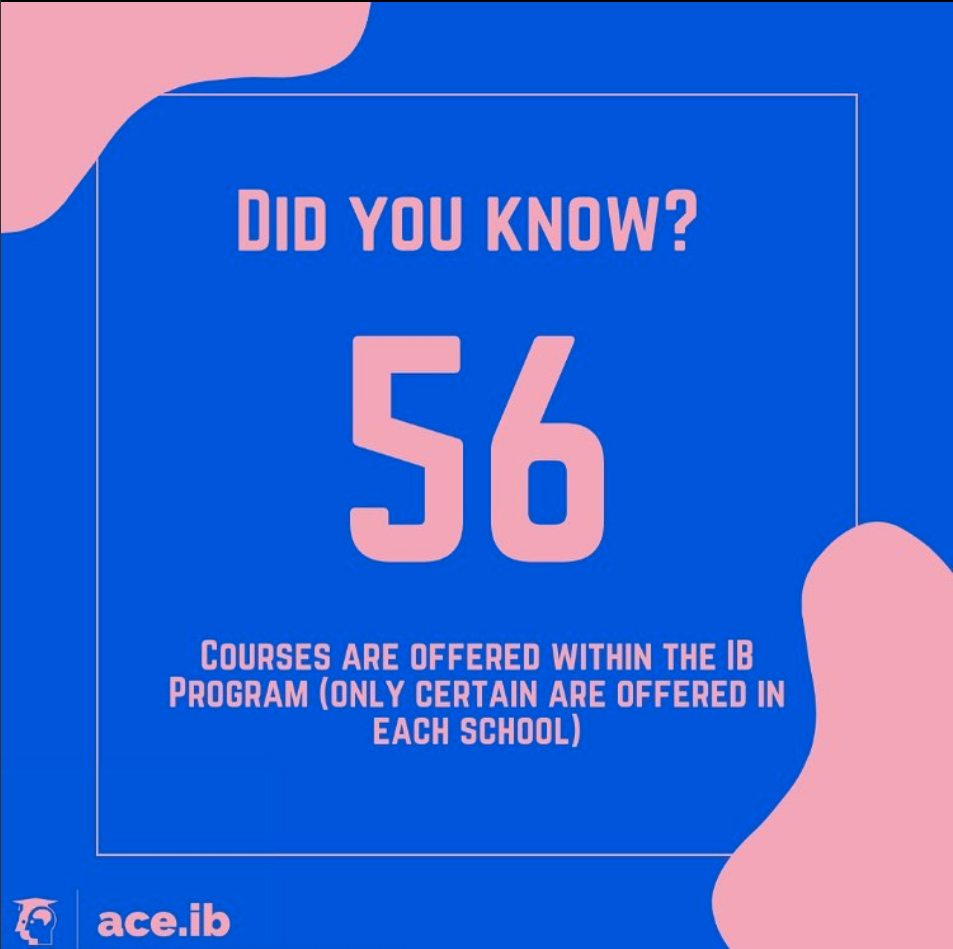 Did you know?
56
Courses are offered within the IB
Program (only certain are offered in
each school)
ace.ib